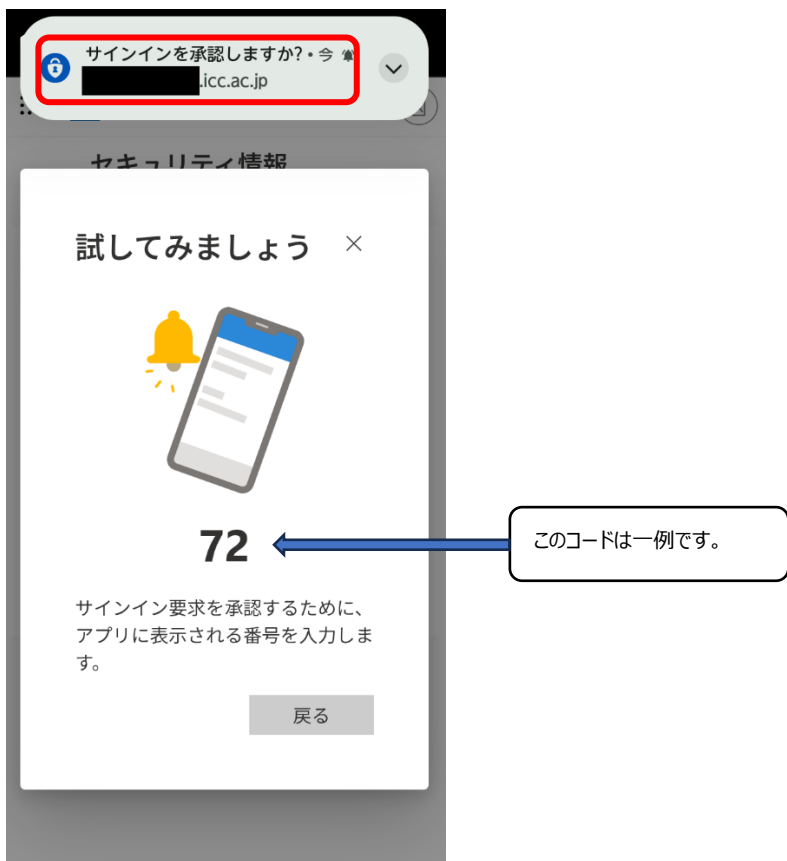 サインインを承認しますか?・今
.icc.ac.jp
セキュリティ情報
試してみましょう
72
このコードは一例です。
サインイン要求を承認するために、
アプリに表示される番号を入力しま
す。
戻る